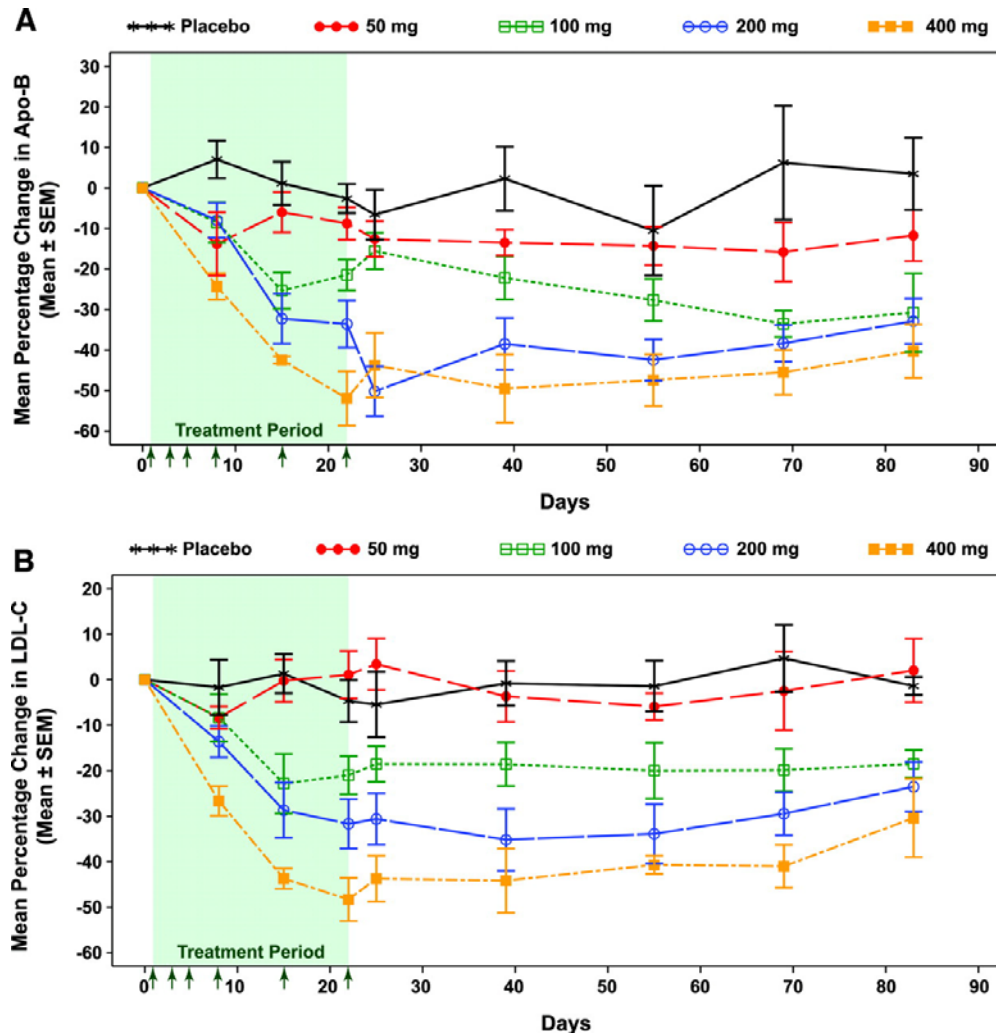 A
Placebo 50 mg 100 mg 200 mg 400 mg
Mean Percentage Change in Apo-B
(Mean ± SEM)
30
20
10
0
-10
-20
-30
-40
-50
-60
Treatment Period
0 10 20 30 40 50 60 70 80 90
Days
B
Placebo 50 mg 100 mg 200 mg 400 mg
Mean Percentage Change in LDL-C
(Mean ± SEM)
20
10
0
-10
-20
-30
-40
-50
-60
Treatment Period
0 10 20 30 40 50 60 70 80 90
Days